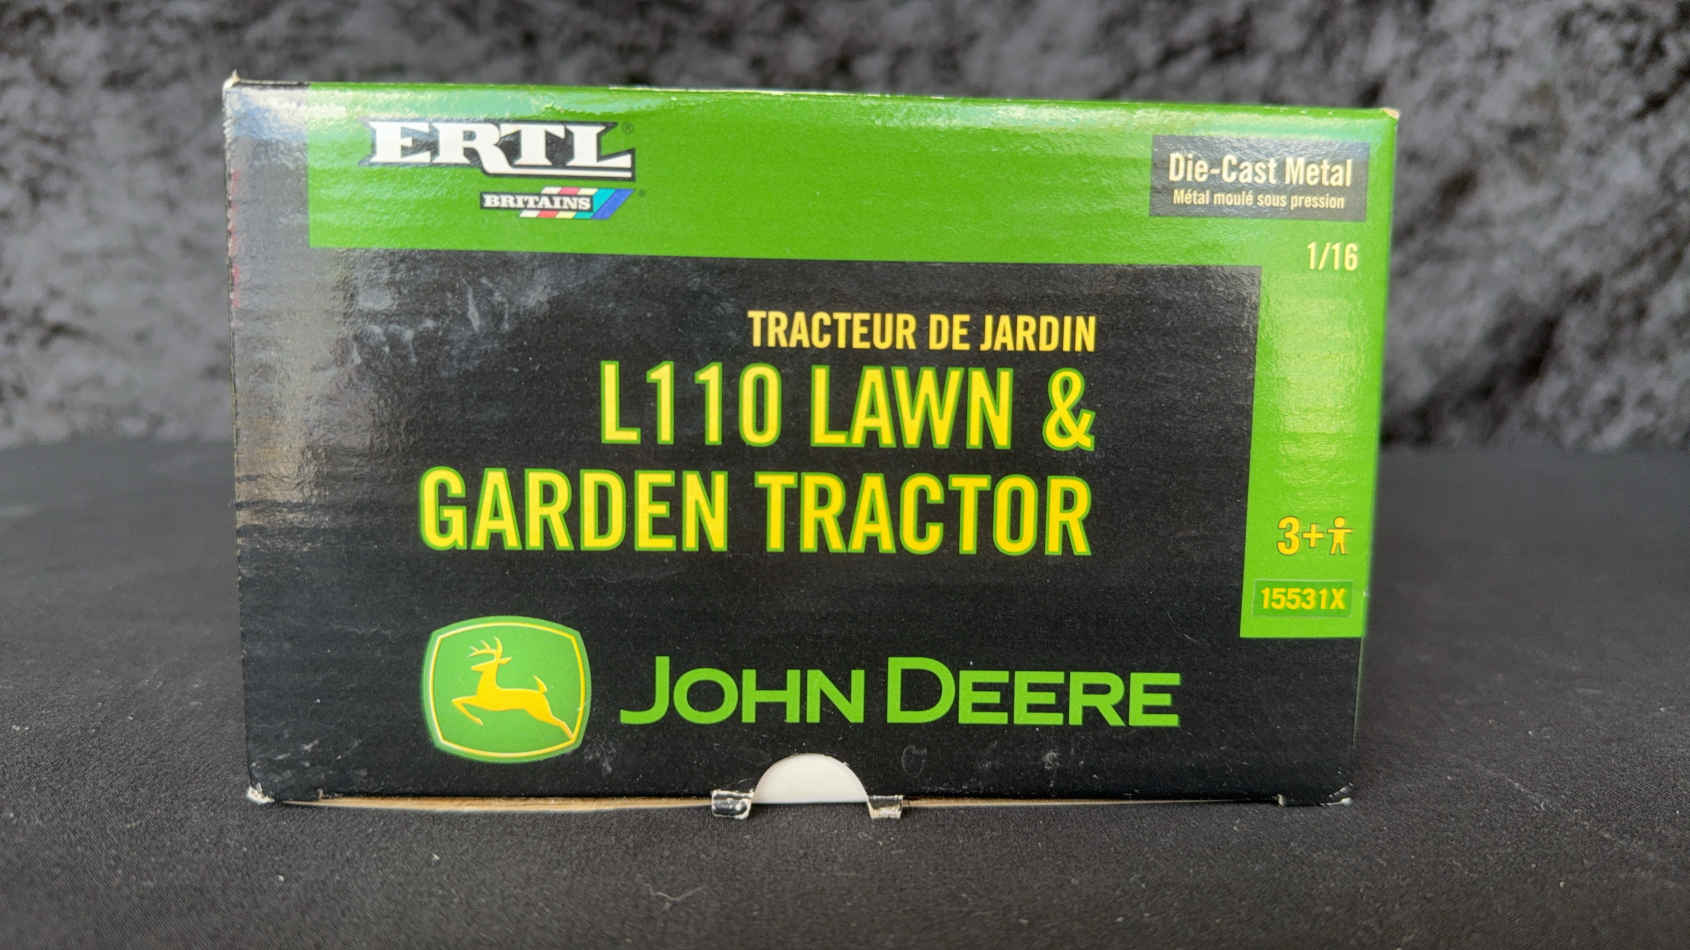 ERTL®
BRITAINS®
Die-Cast Metal
Métal moulé sous pression
1/16
TRACTEUR DE JARDIN
L110 LAWN &
GARDEN TRACTOR
3+
15531X
JOHN DEERE